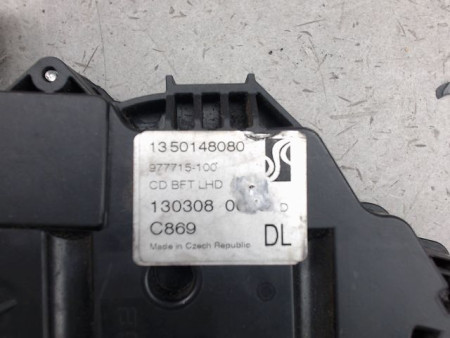 1350148080
977715-100
CD BFT LHD
130308 D
C869 DL
Made in Czech Republic